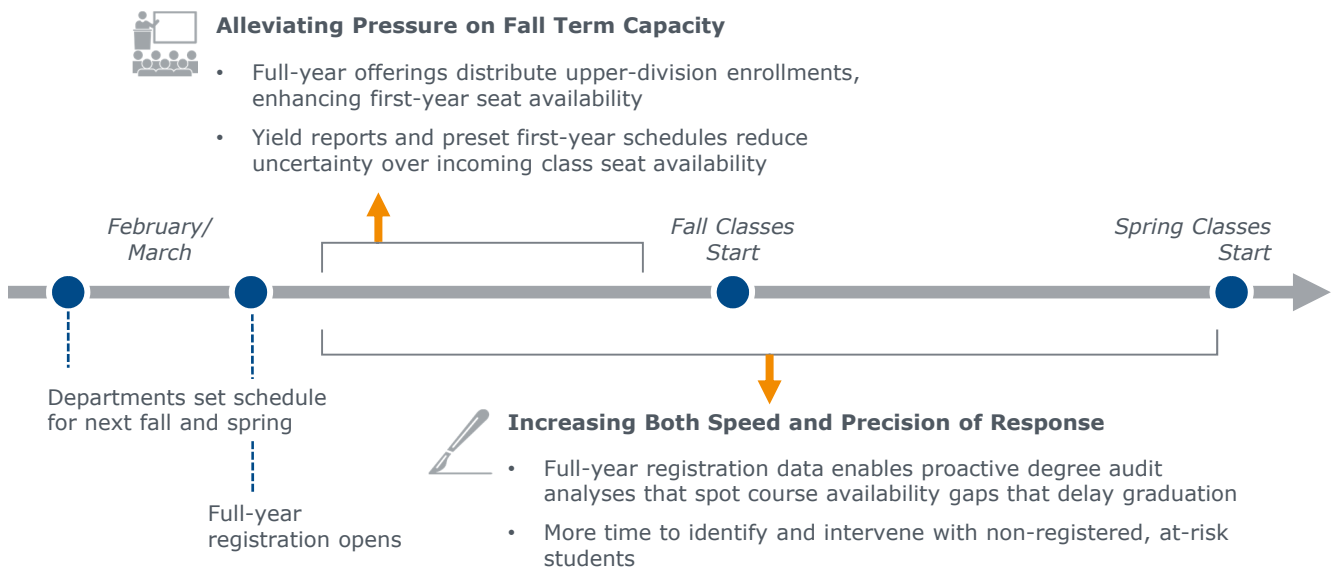 Alleviating Pressure on Fall Term Capacity
• Full-year offerings distribute upper-division enrollments,
enhancing first-year seat availability
• Yield reports and preset first-year schedules reduce
uncertainty over incoming class seat availability
February/
March
Fall Classes
Start
Spring Classes
Start
Departments set schedule
for next fall and spring
Full-year
registration opens
Increasing Both Speed and Precision of Response
• Full-year registration data enables proactive degree audit
analyses that spot course availability gaps that delay graduation
• More time to identify and intervene with non-registered, at-risk
students